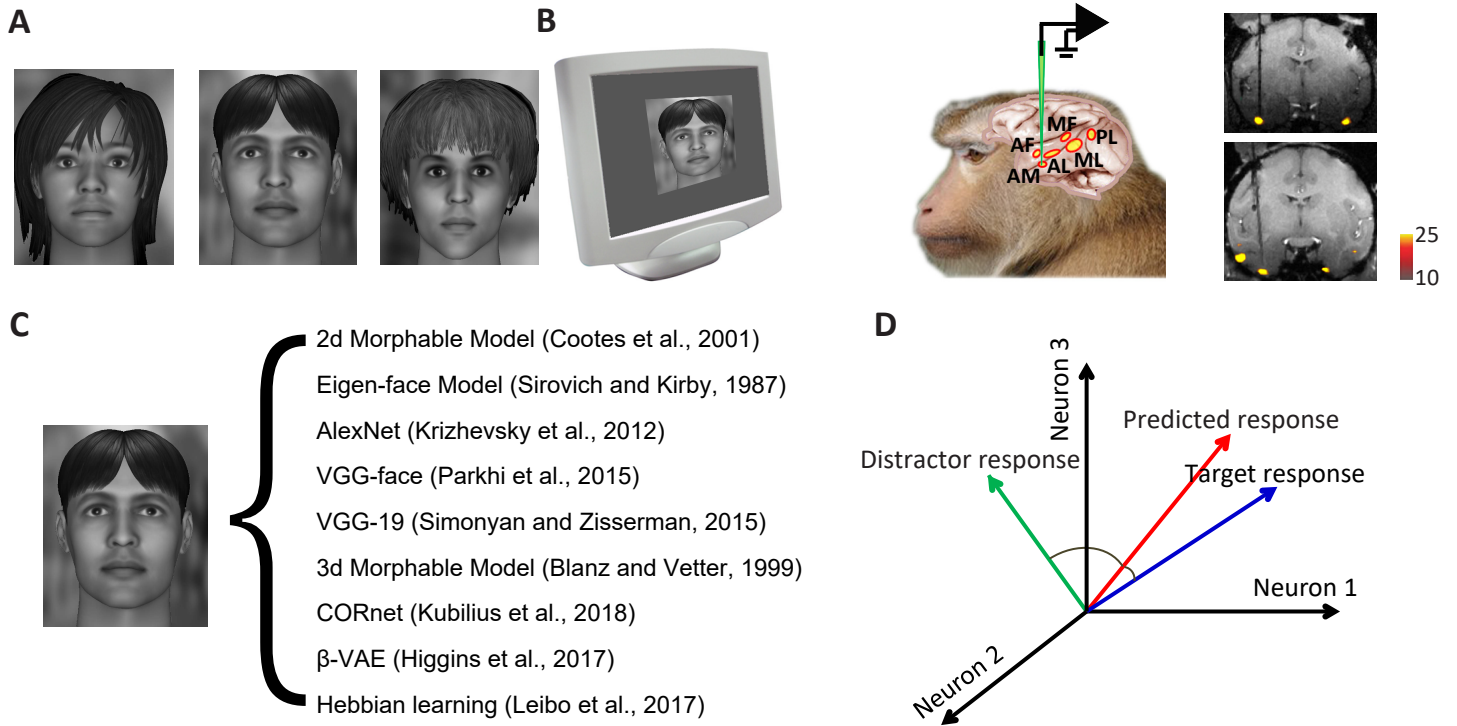 A
B
MF
PL
AF
AL
ML
AM
25
10
C
2d Morphable Model (Cootes et al., 2001)
Eigen-face Model (Sirovich and Kirby, 1987)
AlexNet (Krizhevsky et al., 2012)
VGG-face (Parkhi et al., 2015)
VGG-19 (Simonyan and Zisserman, 2015)
3d Morphable Model (Blanz and Vetter, 1999)
CORnet (Kubilius et al., 2018)
β-VAE (Higgins et al., 2017)
Hebbian learning (Leibo et al., 2017)
D
Neuron 3
Predicted response
Distractor response
Target response
Neuron 1
Neuron 2